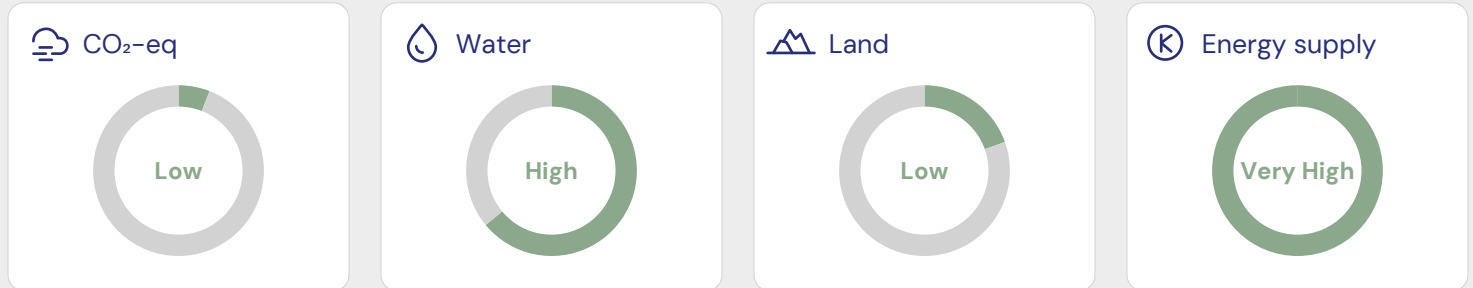 CO₂-eq
Water
Land
Energy supply
Low
High
Low
Very High